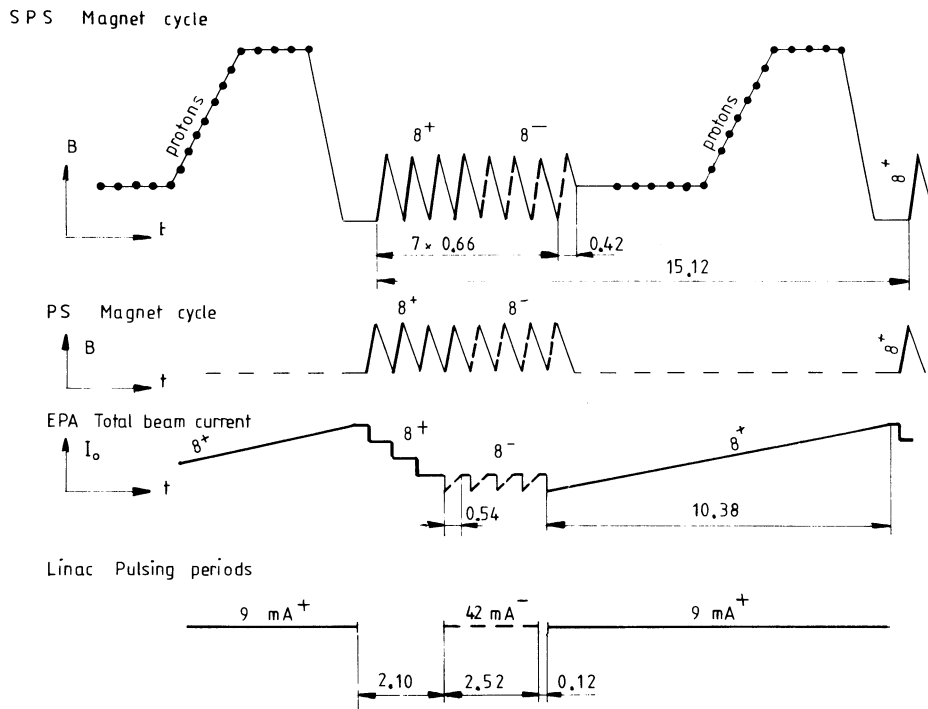 SPS Magnet cycle
protons
8+ 8−
protons
8+
B
t
7 × 0.66 0.42
15.12
PS Magnet cycle
8+ 8−
B
8+
t
EPA Total beam current
8+ 8+ 8− 8+
I₀
t
0.54 10.38
Linac Pulsing periods
9 mA+ 42 mA− 9 mA+
2.10 2.52 0.12